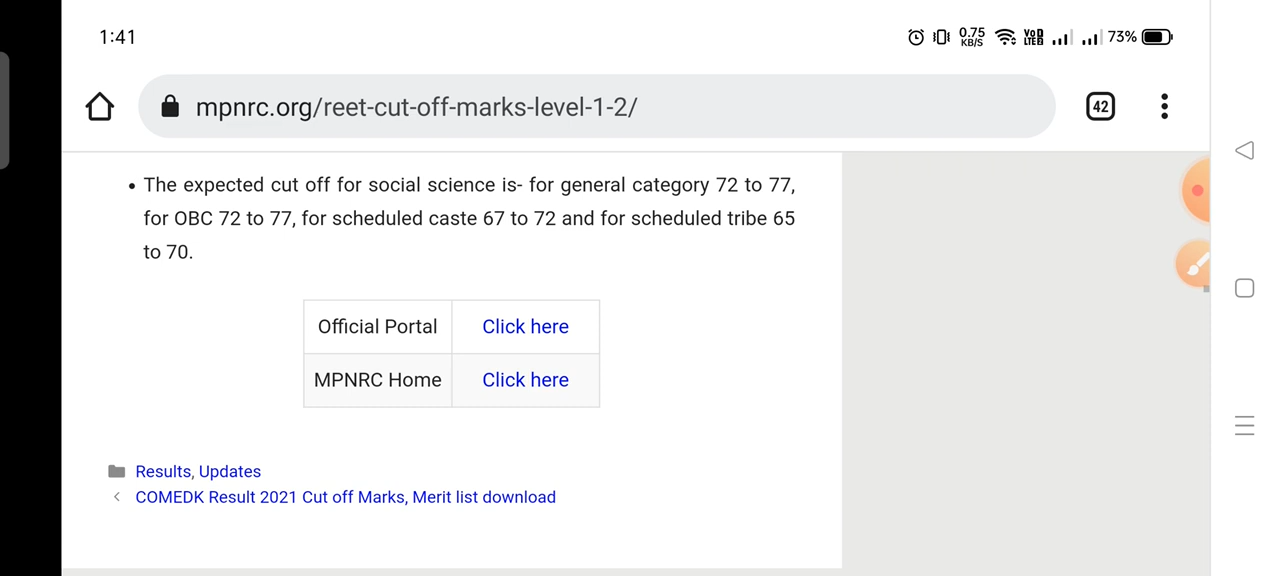 1:41
0.75
KB/S
VoD
LTE2
73%
mpnrc.org/reet-cut-off-marks-level-1-2/
42
• The expected cut off for social science is- for general category 72 to 77,
for OBC 72 to 77, for scheduled caste 67 to 72 and for scheduled tribe 65
to 70.
Official Portal Click here
MPNRC Home Click here
Results, Updates
COMEDK Result 2021 Cut off Marks, Merit list download